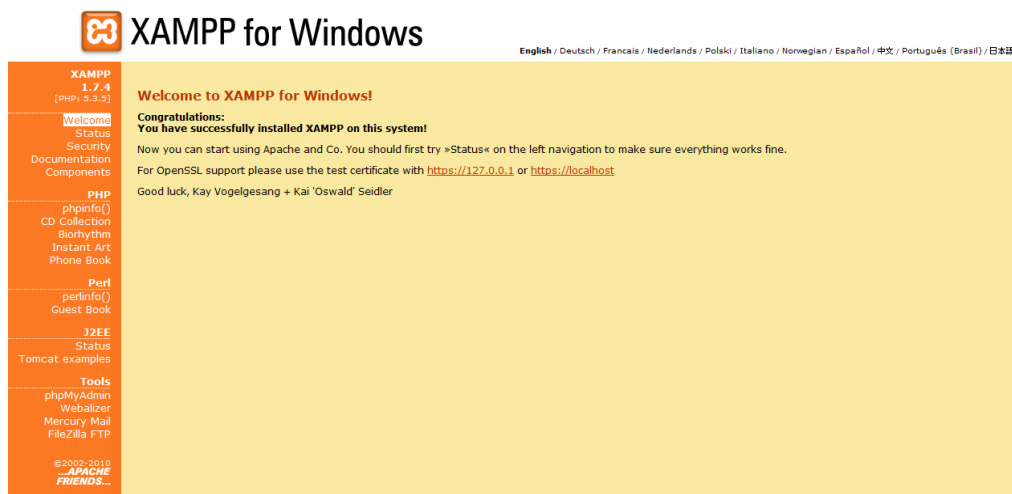 XAMPP for Windows
English / Deutsch / Francais / Nederlands / Polski / Italiano / Norwegian / Español / 中文 / Português (Brasil) / 日本語
XAMPP
1.7.4
[PHP: 5.3.5]
Welcome
Status
Security
Documentation
Components
PHP
phpinfo()
CD Collection
Biorhythm
Instant Art
Phone Book
Perl
perlinfo()
Guest Book
J2EE
Status
Tomcat examples
Tools
phpMyAdmin
Webalizer
Mercury Mail
FileZilla FTP
©2002-2010
...APACHE
FRIENDS...
Welcome to XAMPP for Windows!
Congratulations:
You have successfully installed XAMPP on this system!
Now you can start using Apache and Co. You should first try »Status« on the left navigation to make sure everything works fine.
For OpenSSL support please use the test certificate with https://127.0.0.1 or https://localhost
Good luck, Kay Vogelgesang + Kai 'Oswald' Seidler